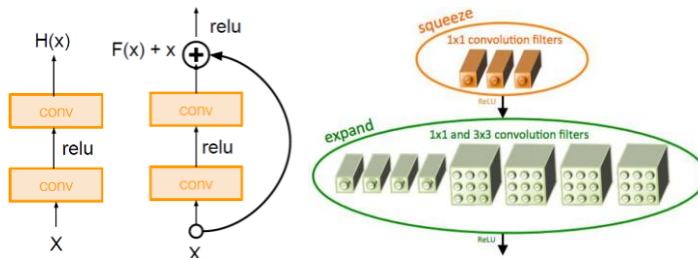 H(x)
conv
relu
conv
X
relu
F(x) + x
conv
relu
conv
X
squeeze
1x1 convolution filters
ReLU
expand
1x1 and 3x3 convolution filters
ReLU